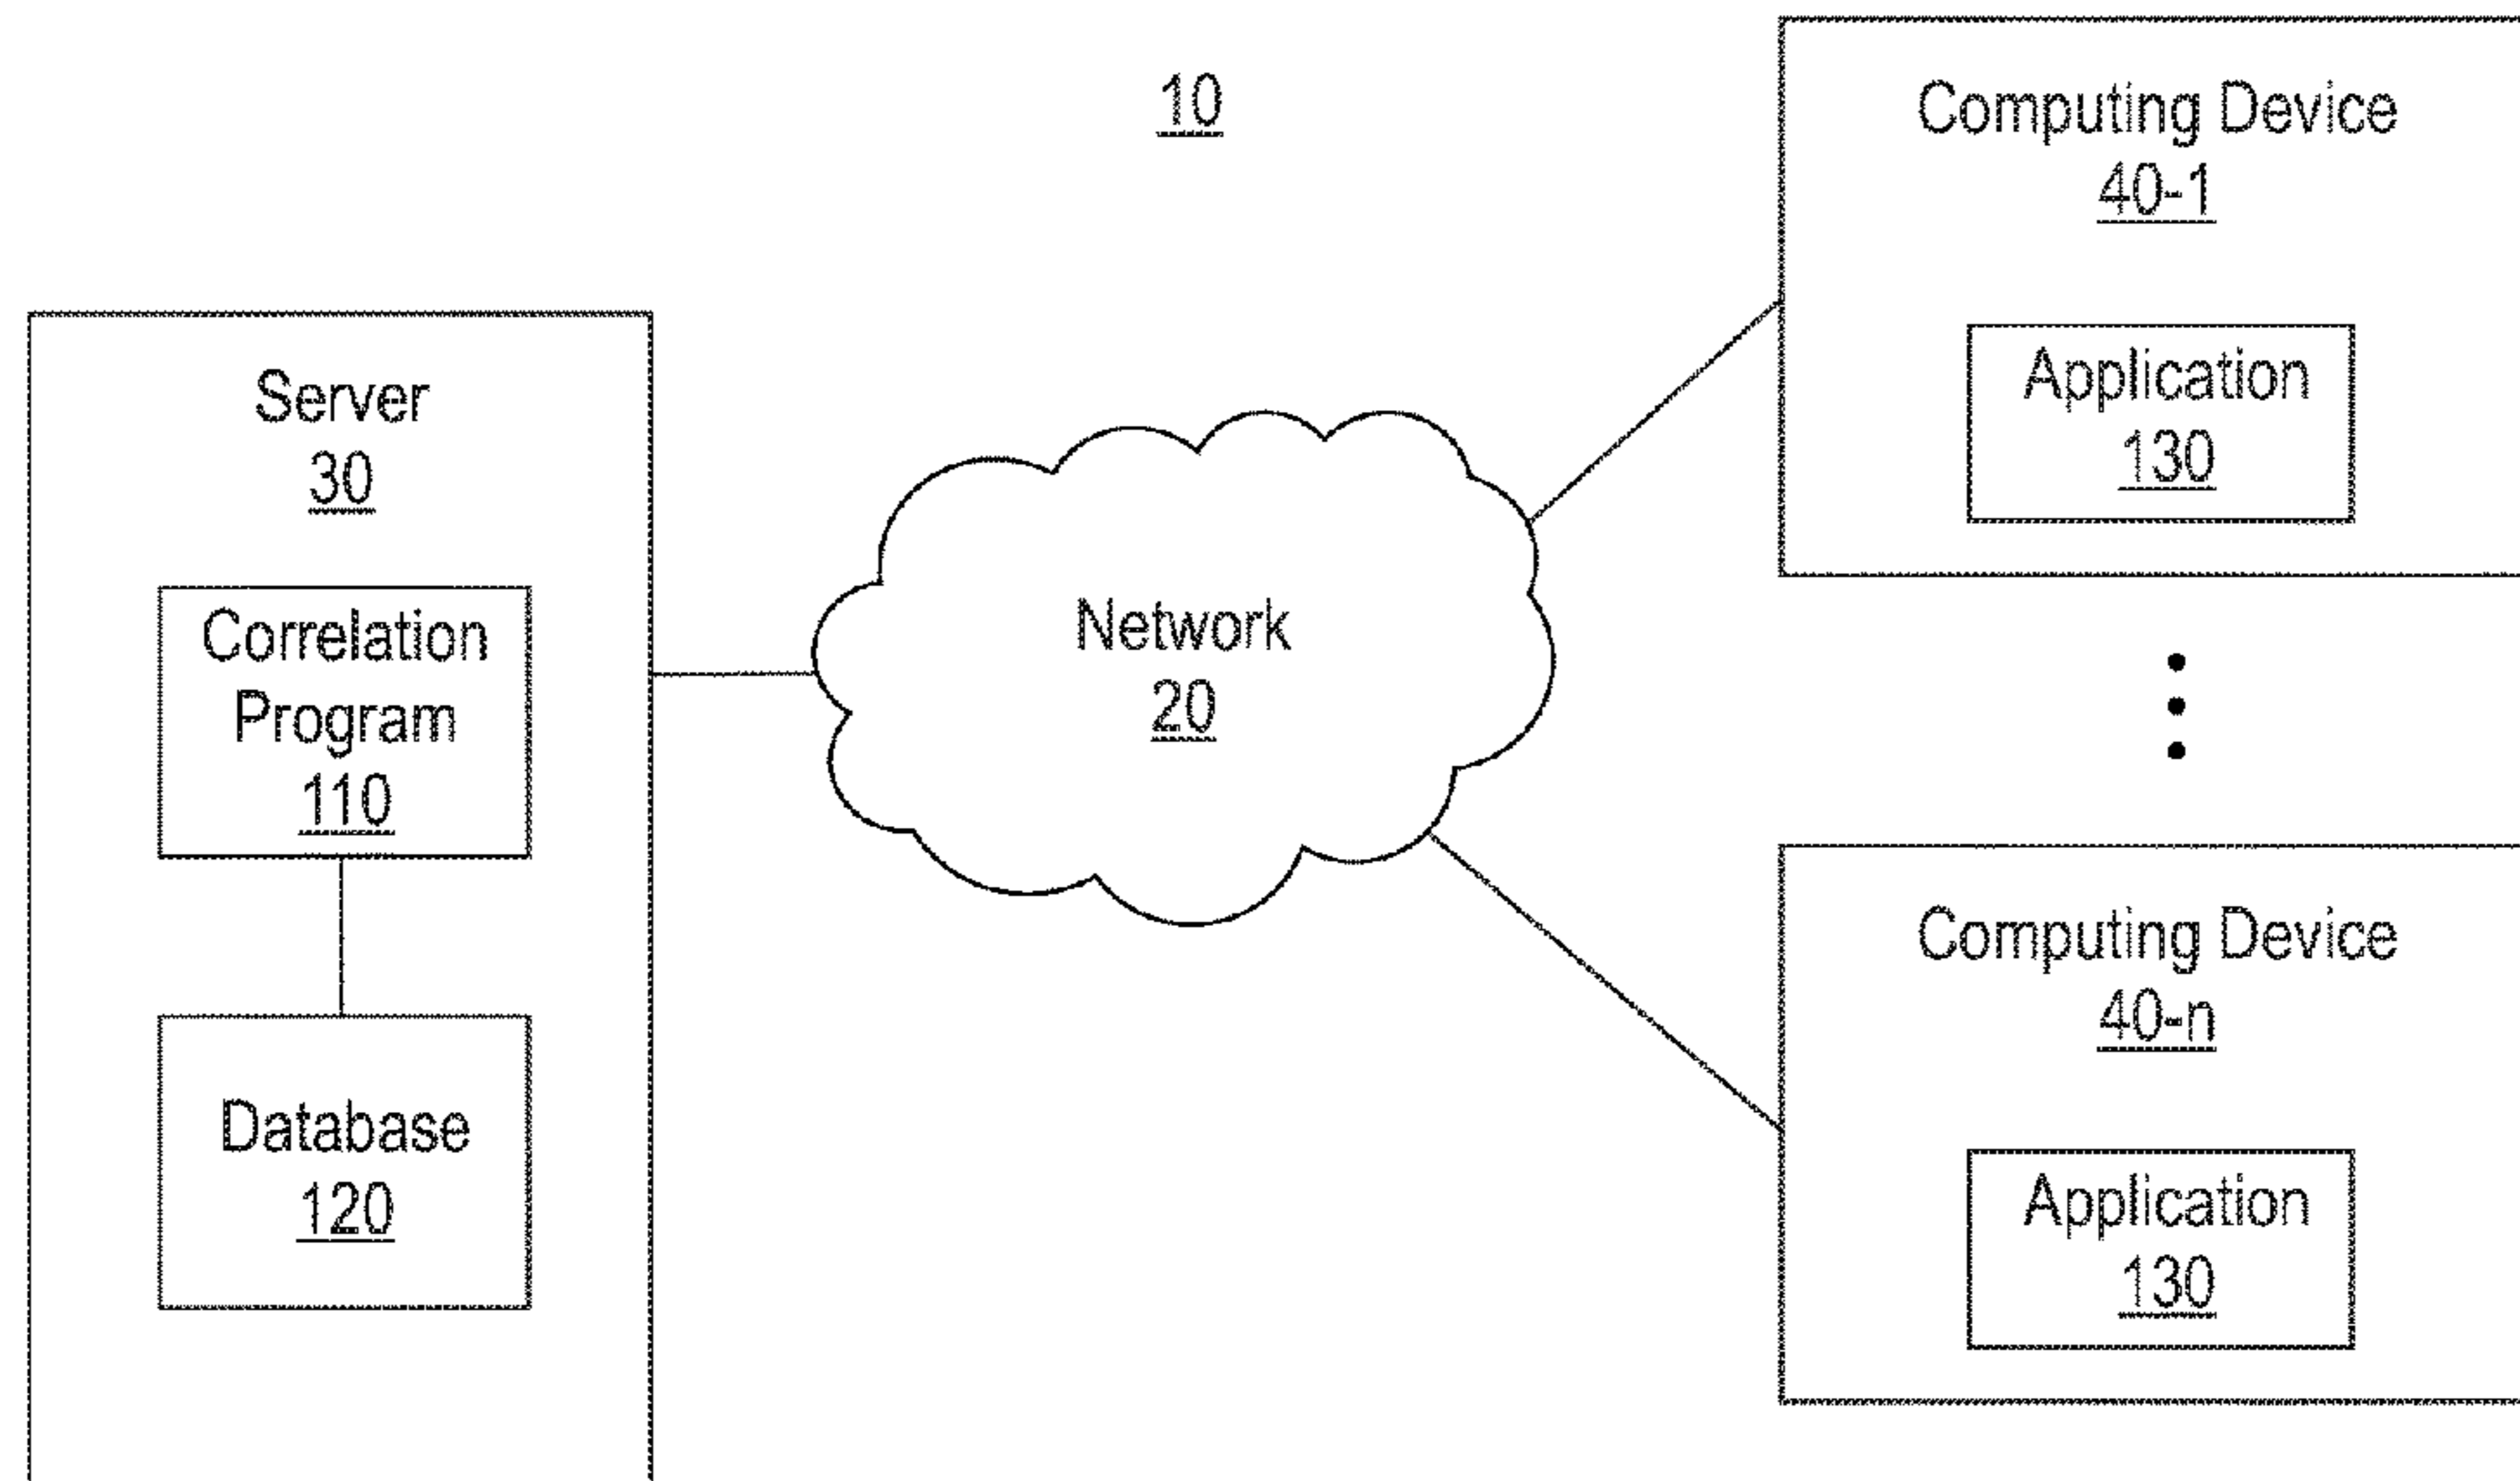 10
Server
30
Correlation
Program
110
Database
120
Network
20
Computing Device
40-1
Application
130
Computing Device
40-n
Application
130